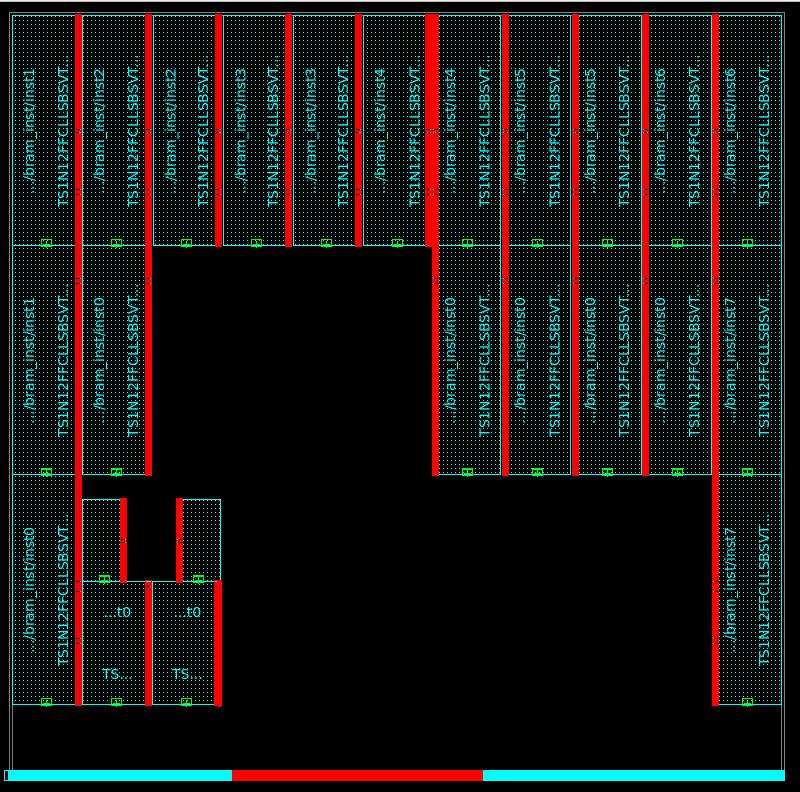 .../bram_inst/inst1
TS1N12FFCLLSBSVT...
.../bram_inst/inst2
TS1N12FFCLLSBSVT...
.../bram_inst/inst2
TS1N12FFCLLSBSVT...
.../bram_inst/inst3
TS1N12FFCLLSBSVT...
.../bram_inst/inst3
TS1N12FFCLLSBSVT...
.../bram_inst/inst4
TS1N12FFCLLSBSVT...
.../bram_inst/inst4
TS1N12FFCLLSBSVT...
.../bram_inst/inst5
TS1N12FFCLLSBSVT...
.../bram_inst/inst5
TS1N12FFCLLSBSVT...
.../bram_inst/inst6
TS1N12FFCLLSBSVT...
.../bram_inst/inst6
TS1N12FFCLLSBSVT...
.../bram_inst/inst1
TS1N12FFCLLSBSVT...
.../bram_inst/inst0
TS1N12FFCLLSBSVT...
.../bram_inst/inst0
TS1N12FFCLLSBSVT...
.../bram_inst/inst0
TS1N12FFCLLSBSVT...
.../bram_inst/inst0
TS1N12FFCLLSBSVT...
.../bram_inst/inst0
TS1N12FFCLLSBSVT...
.../bram_inst/inst7
TS1N12FFCLLSBSVT...
.../bram_inst/inst0
TS1N12FFCLLSBSVT...
...t0
TS...
...t0
TS...
.../bram_inst/inst7
TS1N12FFCLLSBSVT...